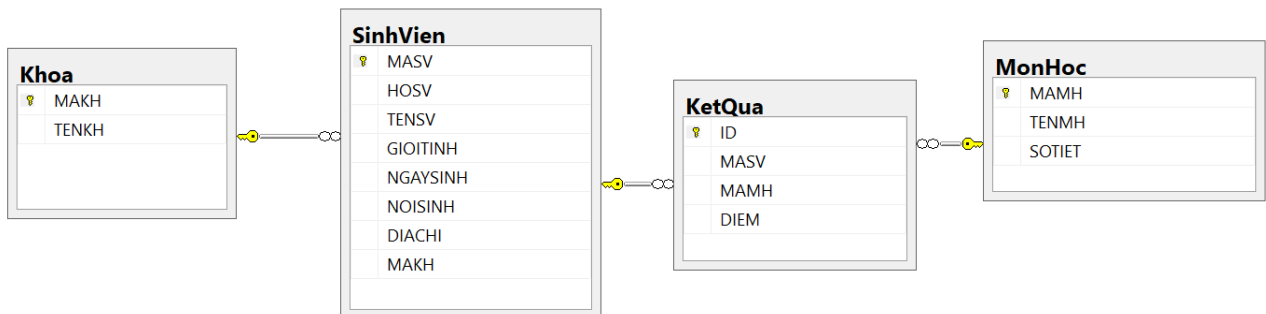 Khoa
MAKH
TENKH
SinhVien
MASV
HOSV
TENSV
GIOITINH
NGAYSINH
NOISINH
DIACHI
MAKH
KetQua
ID
MASV
MAMH
DIEM
MonHoc
MAMH
TENMH
SOTIET